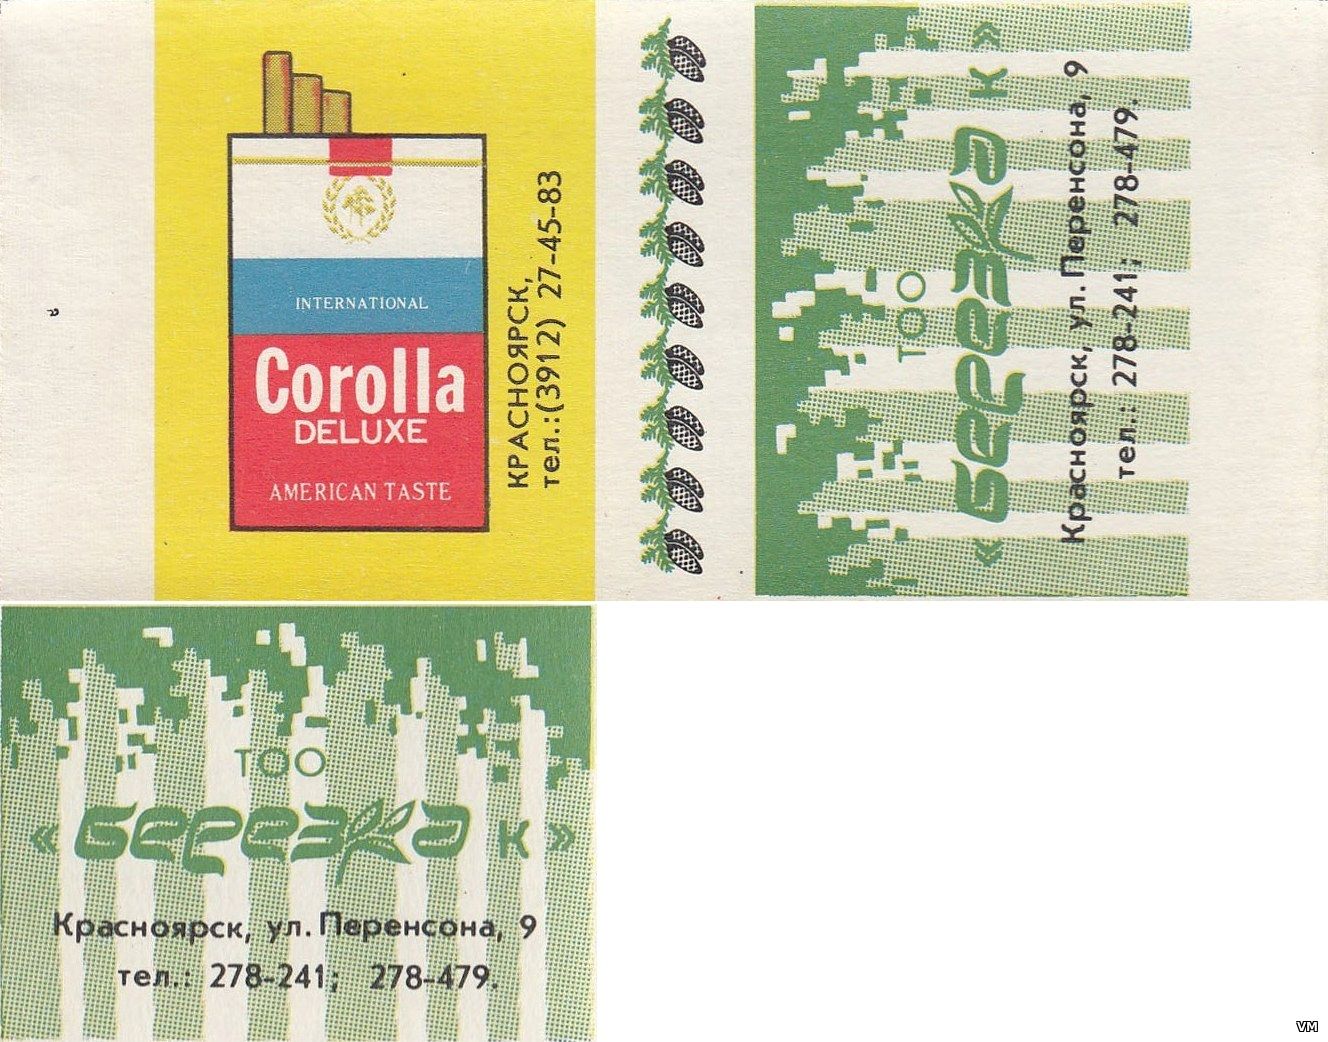 INTERNATIONAL
Corolla
DELUXE
AMERICAN TASTE
КРАСНОЯРСК,
тел.:(3912) 27-45-83
ТОО
«Березка к»
Красноярск, ул. Перенсона, 9
тел.: 278-241; 278-479.
ТОО
«Березка к»
Красноярск, ул. Перенсона, 9
тел.: 278-241; 278-479.
VM